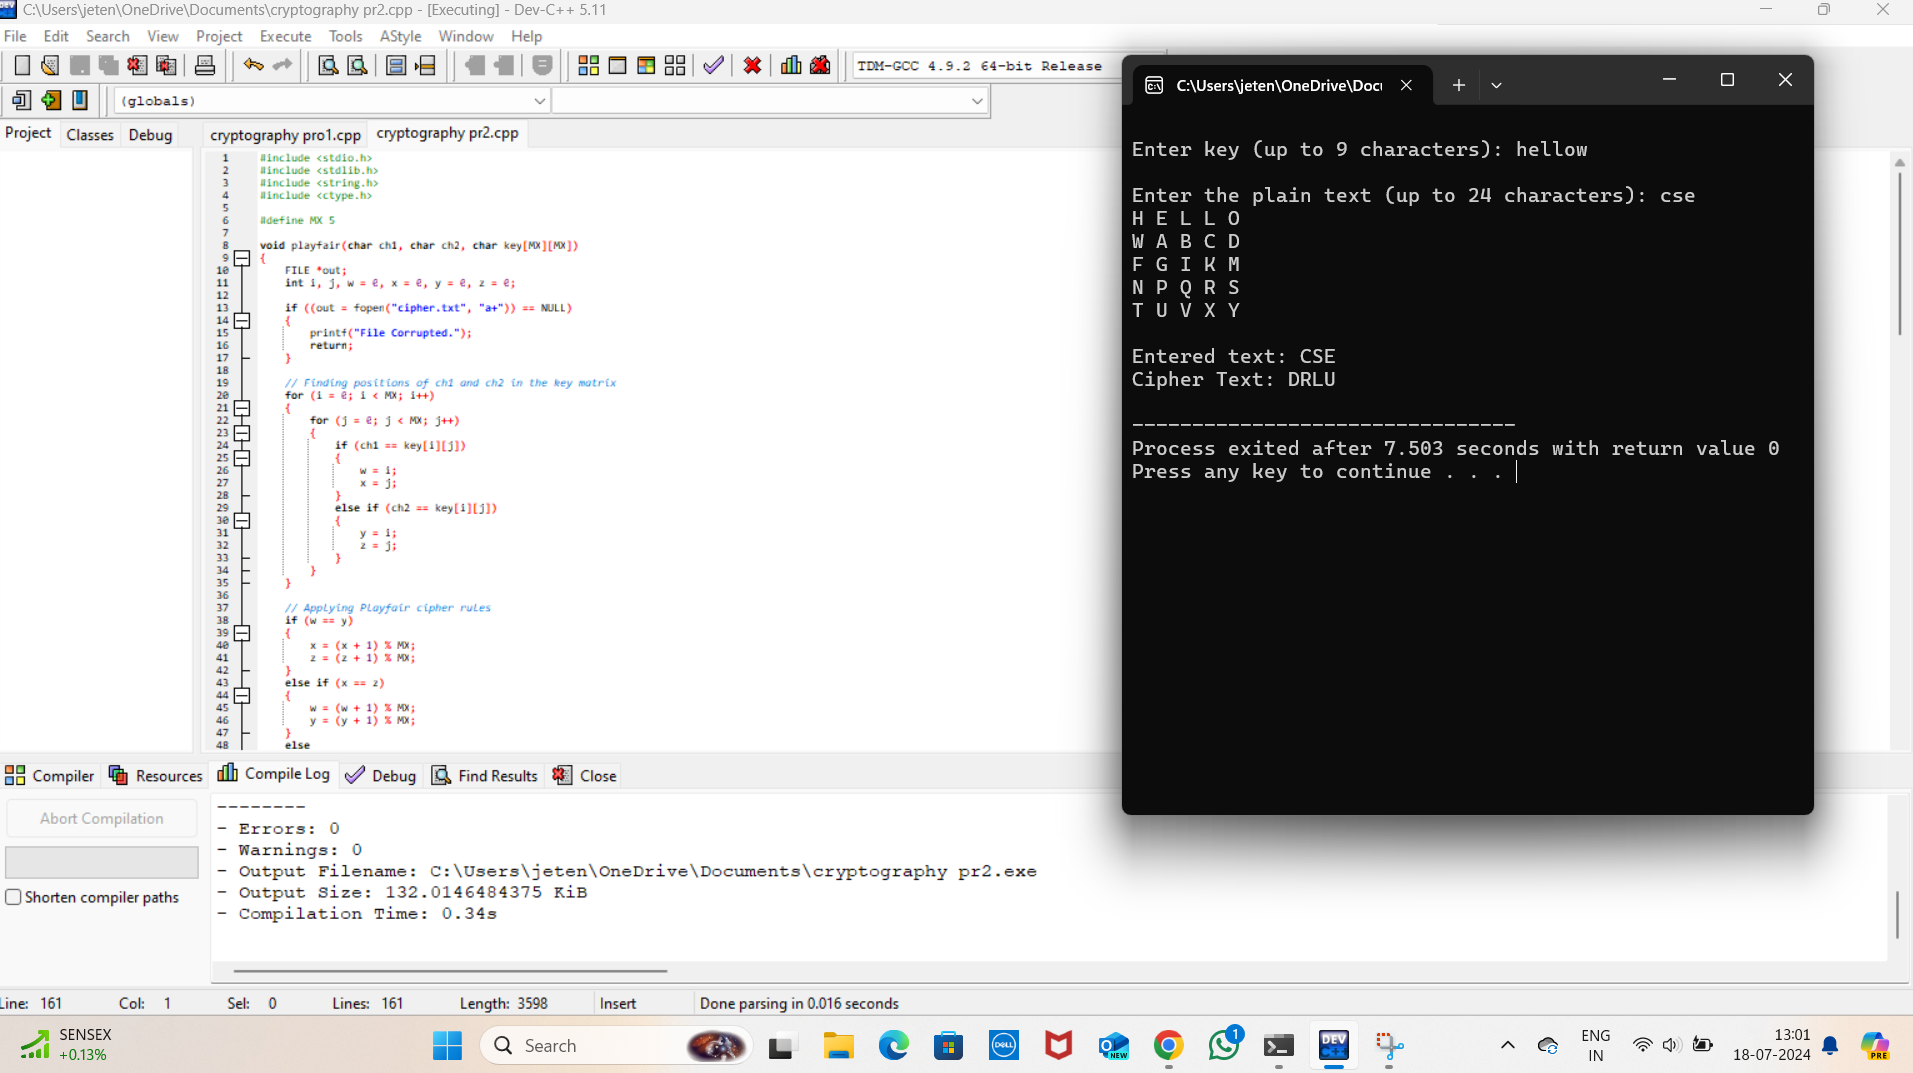 C:\Users\jeten\OneDrive\Documents\cryptography pr2.cpp - [Executing] - Dev-C++ 5.11
File Edit Search View Project Execute Tools AStyle Window Help
TDM-GCC 4.9.2 64-bit Release
(globals)
Project Classes Debug
cryptography pro1.cpp cryptography pr2.cpp
1 #include <stdio.h>
2 #include <stdlib.h>
3 #include <string.h>
4 #include <ctype.h>
5
6 #define MX 5
7
8 void playfair(char ch1, char ch2, char key[MX][MX])
9 {
10 FILE *out;
11 int i, j, w = 0, x = 0, y = 0, z = 0;
12
13 if ((out = fopen("cipher.txt", "a+")) == NULL)
14 {
15 printf("File Corrupted.");
16 return;
17 }
18
19 // Finding positions of ch1 and ch2 in the key matrix
20 for (i = 0; i < MX; i++)
21 {
22 for (j = 0; j < MX; j++)
23 {
24 if (ch1 == key[i][j])
25 {
26 w = i;
27 x = j;
28 }
29 else if (ch2 == key[i][j])
30 {
31 y = i;
32 z = j;
33 }
34 }
35 }
36
37 // Applying Playfair cipher rules
38 if (w == y)
39 {
40 x = (x + 1) % MX;
41 z = (z + 1) % MX;
42 }
43 else if (x == z)
44 {
45 w = (w + 1) % MX;
46 y = (y + 1) % MX;
47 }
48 else
C:\Users\jeten\OneDrive\Docu
Enter key (up to 9 characters): hellow
Enter the plain text (up to 24 characters): cse
H E L L O
W A B C D
F G I K M
N P Q R S
T U V X Y
Entered text: CSE
Cipher Text: DRLU
--------------------------------
Process exited after 7.503 seconds with return value 0
Press any key to continue . . .
Compiler Resources Compile Log Debug Find Results Close
Abort Compilation
Shorten compiler paths
--------
- Errors: 0
- Warnings: 0
- Output Filename: C:\Users\jeten\OneDrive\Documents\cryptography pr2.exe
- Output Size: 132.0146484375 KiB
- Compilation Time: 0.34s
Line: 161 Col: 1 Sel: 0 Lines: 161 Length: 3598 Insert Done parsing in 0.016 seconds
SENSEX
+0.13%
Search
DELL
NEW
1
DEV
C++
ENG
IN
13:01
18-07-2024
PRE